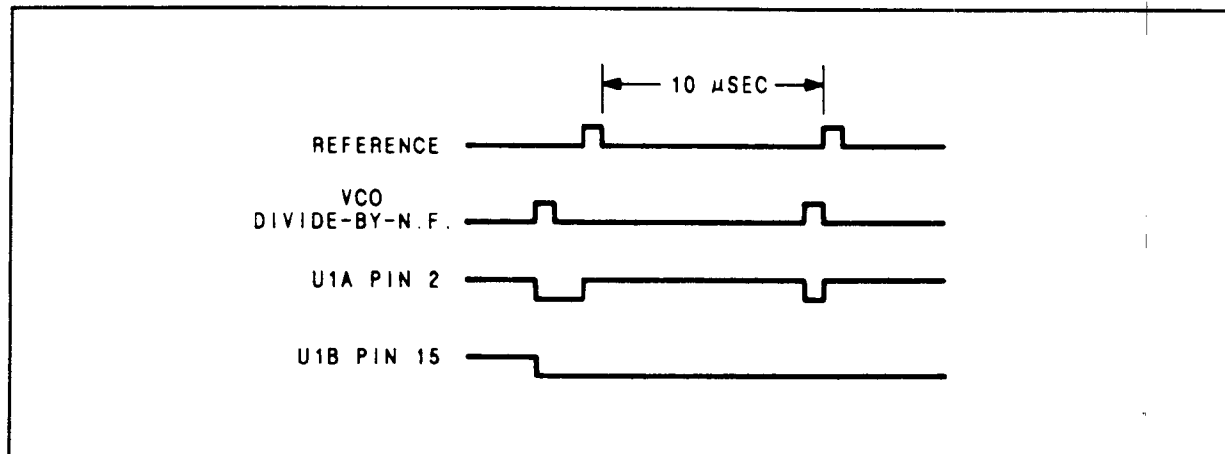 10 μSEC
REFERENCE
VCO
DIVIDE-BY-N.F.
U1A PIN 2
U1B PIN 15